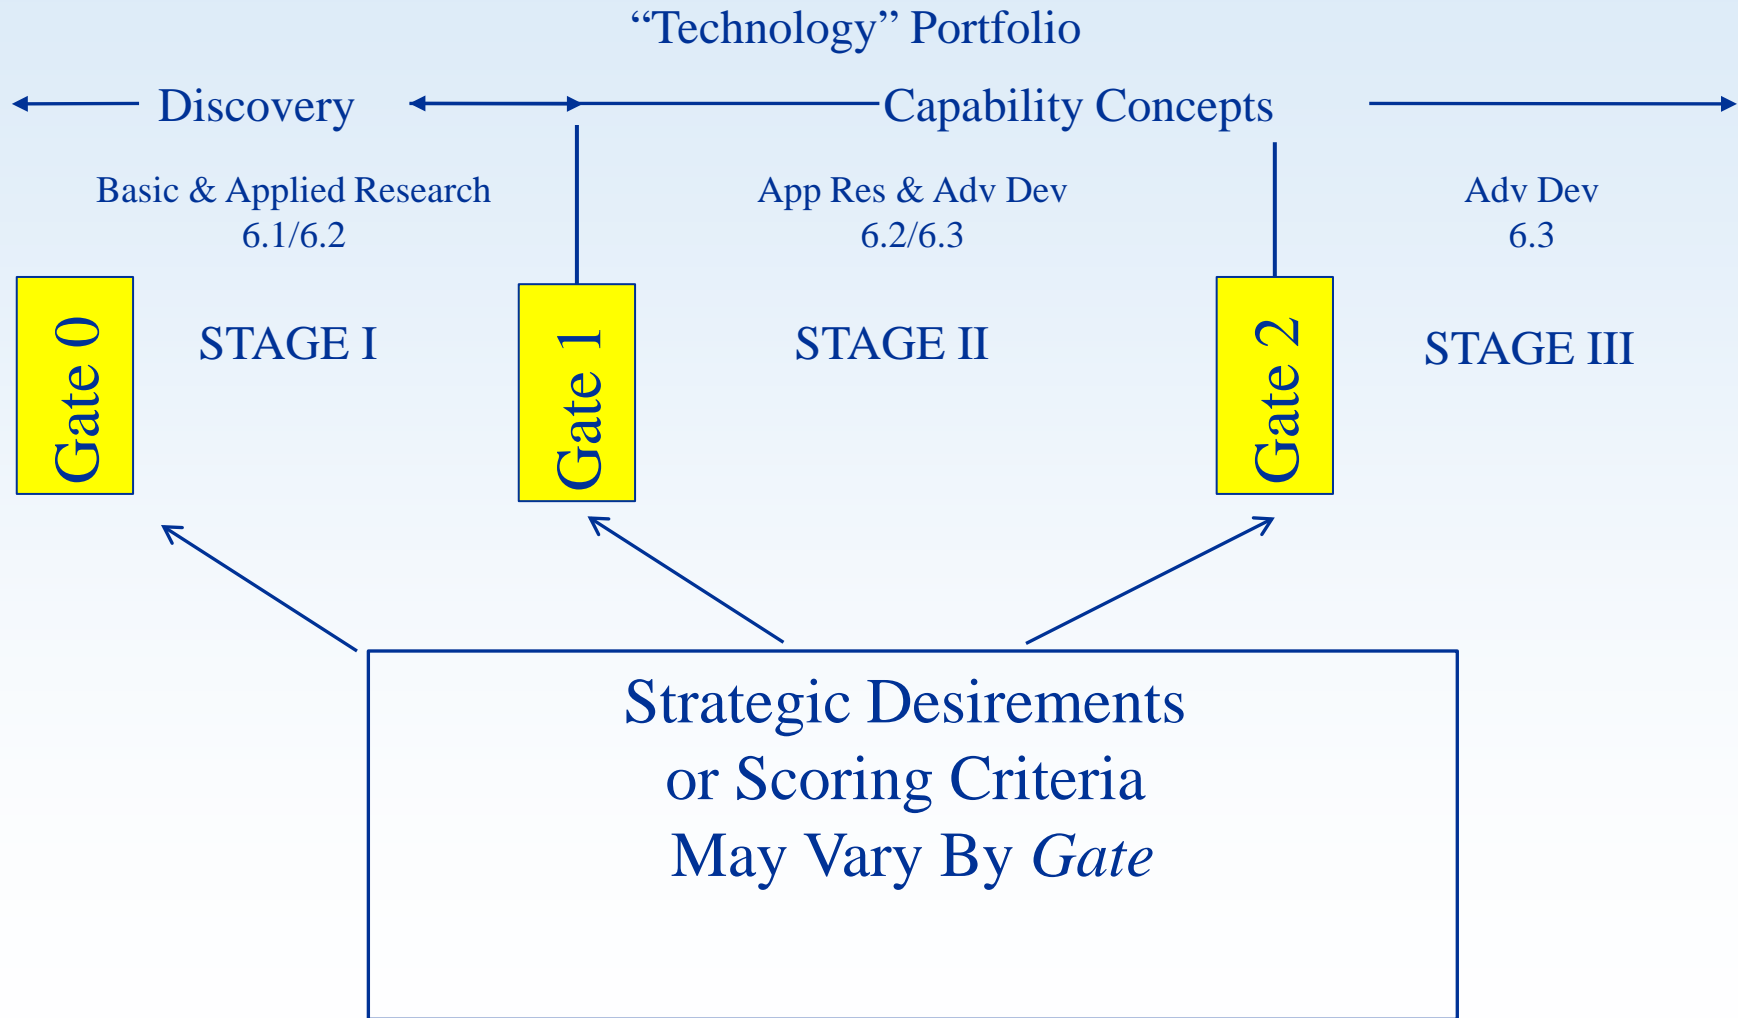 “Technology” Portfolio
Discovery
Capability Concepts
Basic & Applied Research
6.1/6.2
App Res & Adv Dev
6.2/6.3
Adv Dev
6.3
Gate 0
STAGE I
Gate 1
STAGE II
Gate 2
STAGE III
Strategic Desirements
or Scoring Criteria
May Vary By Gate